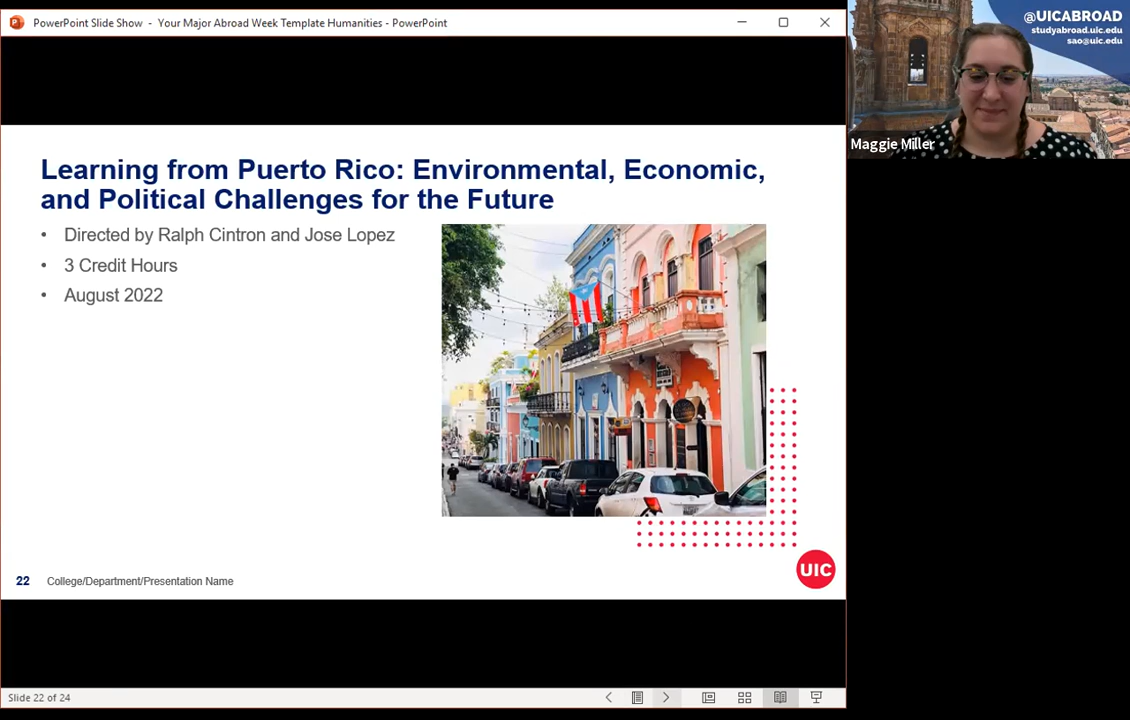 PowerPoint Slide Show - Your Major Abroad Week Template Humanities - PowerPoint
@UICABROAD
studyabroad.uic.edu
sao@uic.edu
Maggie Miller
Learning from Puerto Rico: Environmental, Economic,
and Political Challenges for the Future
• Directed by Ralph Cintron and Jose Lopez
• 3 Credit Hours
• August 2022
UIC
22 College/Department/Presentation Name
Slide 22 of 24